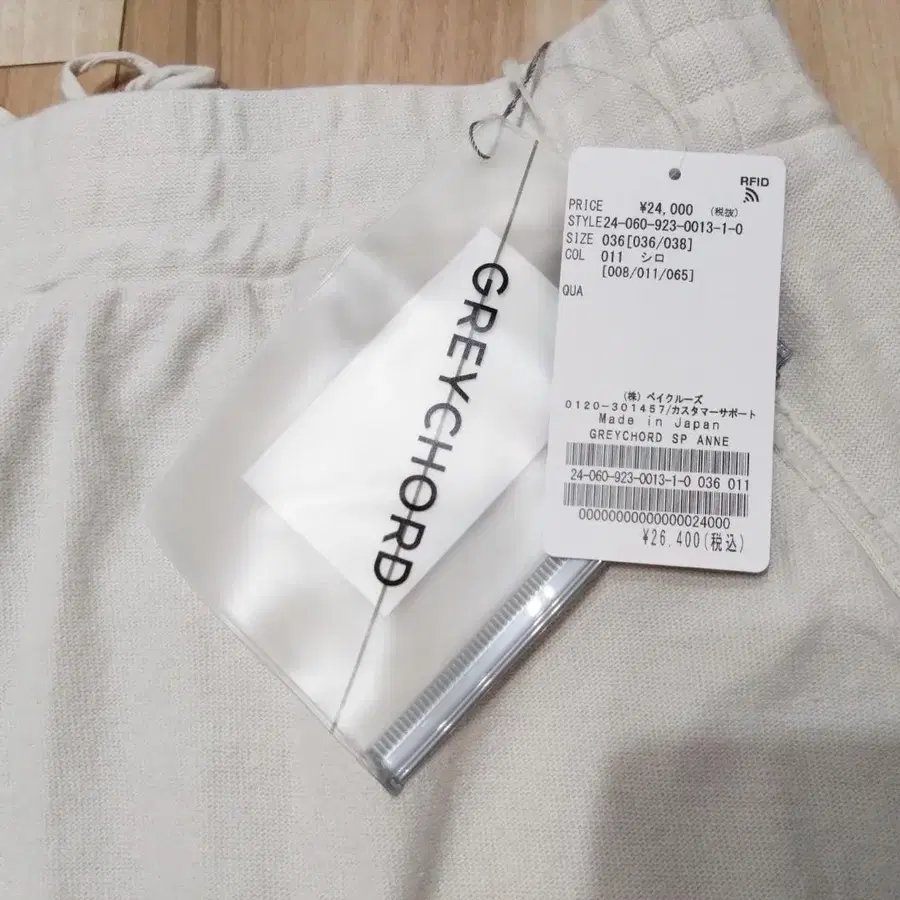 GREYCHORD
RFID
PRICE ¥24,000 (税抜)
STYLE24-060-923-0013-1-0
SIZE 036[036/038]
COL 011 シロ
[008/011/065]
QUA
(株) ベイクルーズ
0120-301457/カスタマーサポート
Made in Japan
GREYCHORD SP ANNE
24-060-923-0013-1-0 036 011
00000000000000024000
¥26,400(税込)